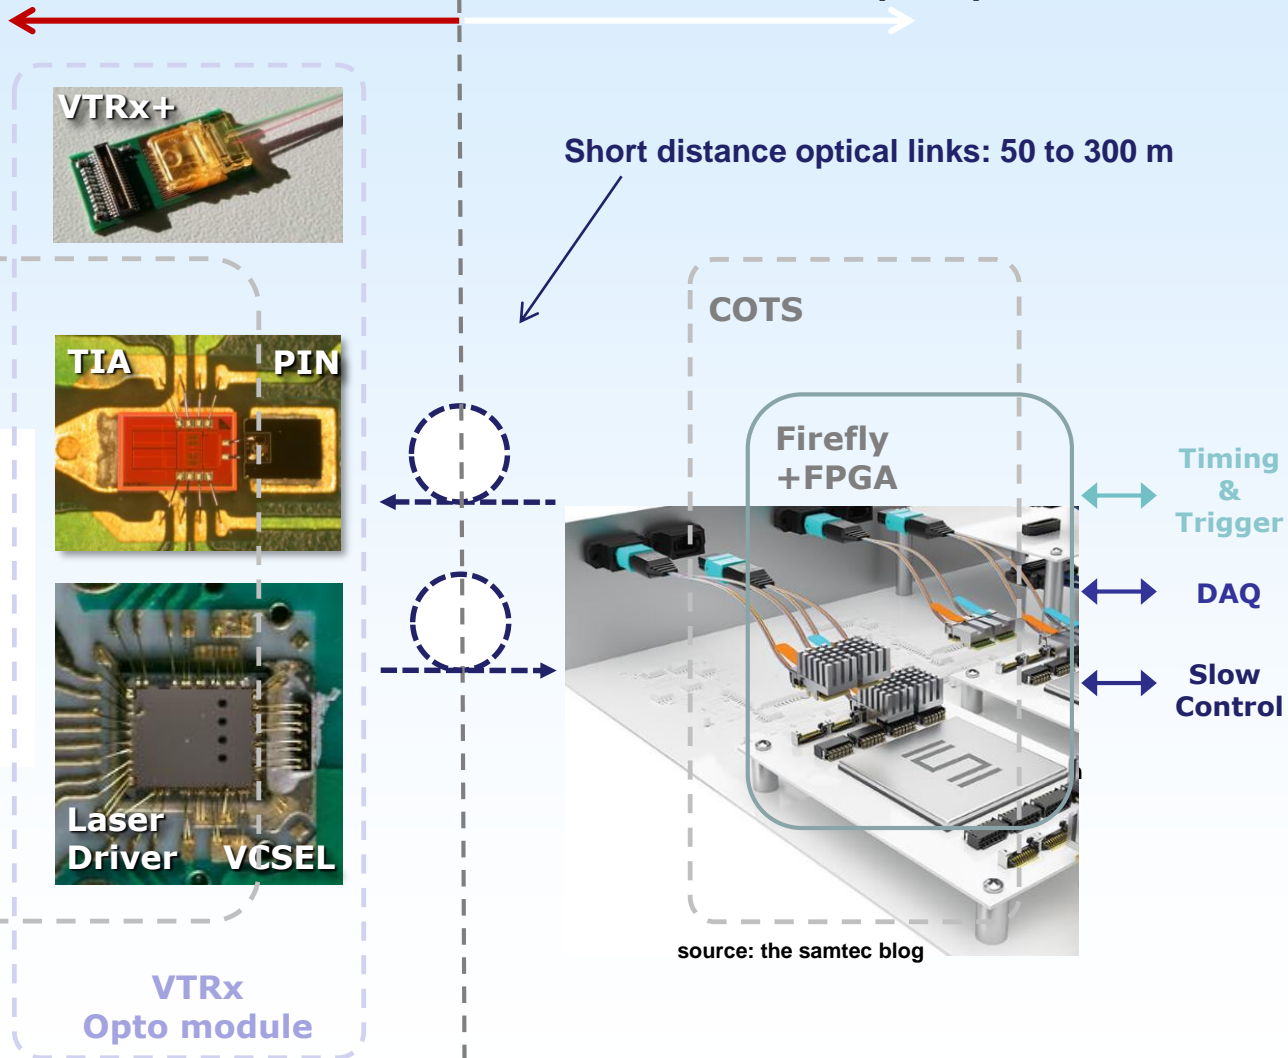 VTRx+
Short distance optical links: 50 to 300 m
COTS
TIA
PIN
Firefly
+FPGA
Timing
&
Trigger
DAQ
Slow
Control
Laser
Driver
VCSEL
source: the samtec blog
VTRx
Opto module